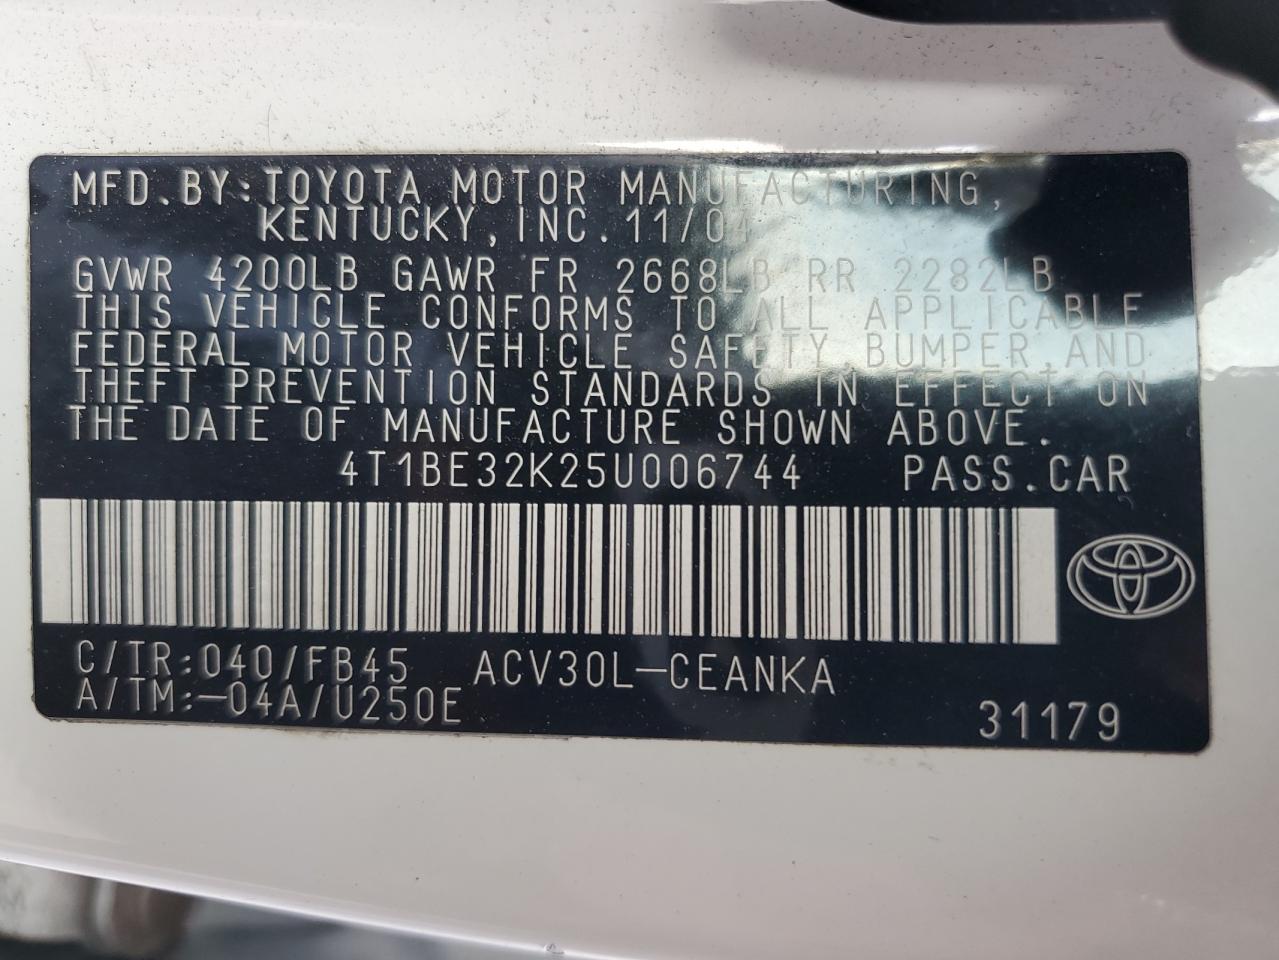 MFD.BY:TOYOTA MOTOR MANUFACTURING,
KENTUCKY,INC. 11/04
GVWR 4200LB GAWR FR 2668LB RR 2282LB
THIS VEHICLE CONFORMS TO ALL APPLICABLE
FEDERAL MOTOR VEHICLE SAFETY,BUMPER,AND
THEFT PREVENTION STANDARDS IN EFFECT ON
THE DATE OF MANUFACTURE SHOWN ABOVE.
4T1BE32K25U006744 PASS.CAR
C/TR:040/FB45 ACV30L-CEANKA
A/TM:-04A/U250E
31179